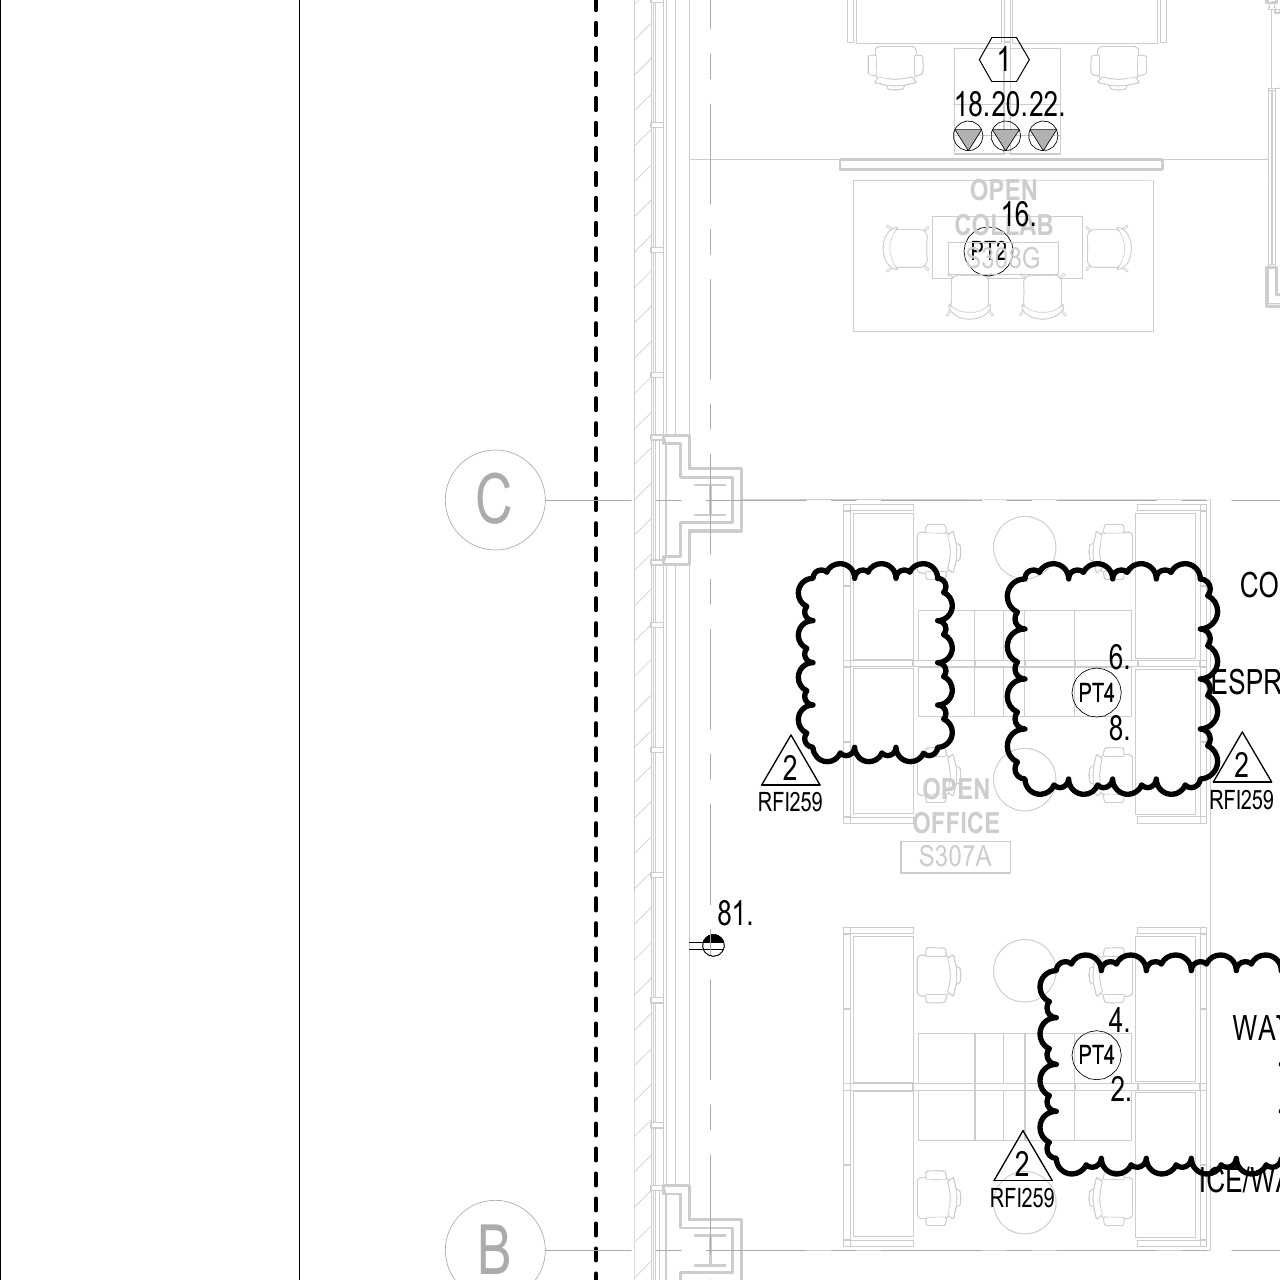 1
18. 20. 22.
OPEN
COLLAB
16.
PT2
S308G
C
CO
6.
ESPR
PT4
8.
2
RFI259
2
RFI259
OPEN
OFFICE
S307A
81.
4.
WAT
PT4
2.
2
RFI259
ICE/WA
B